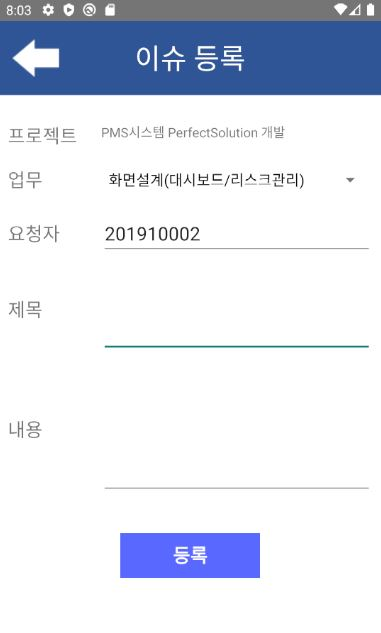 8:03
이슈 등록
프로젝트 PMS시스템 PerfectSolution 개발
업무 화면설계(대시보드/리스크관리)
요청자 201910002
제목
내용
등록